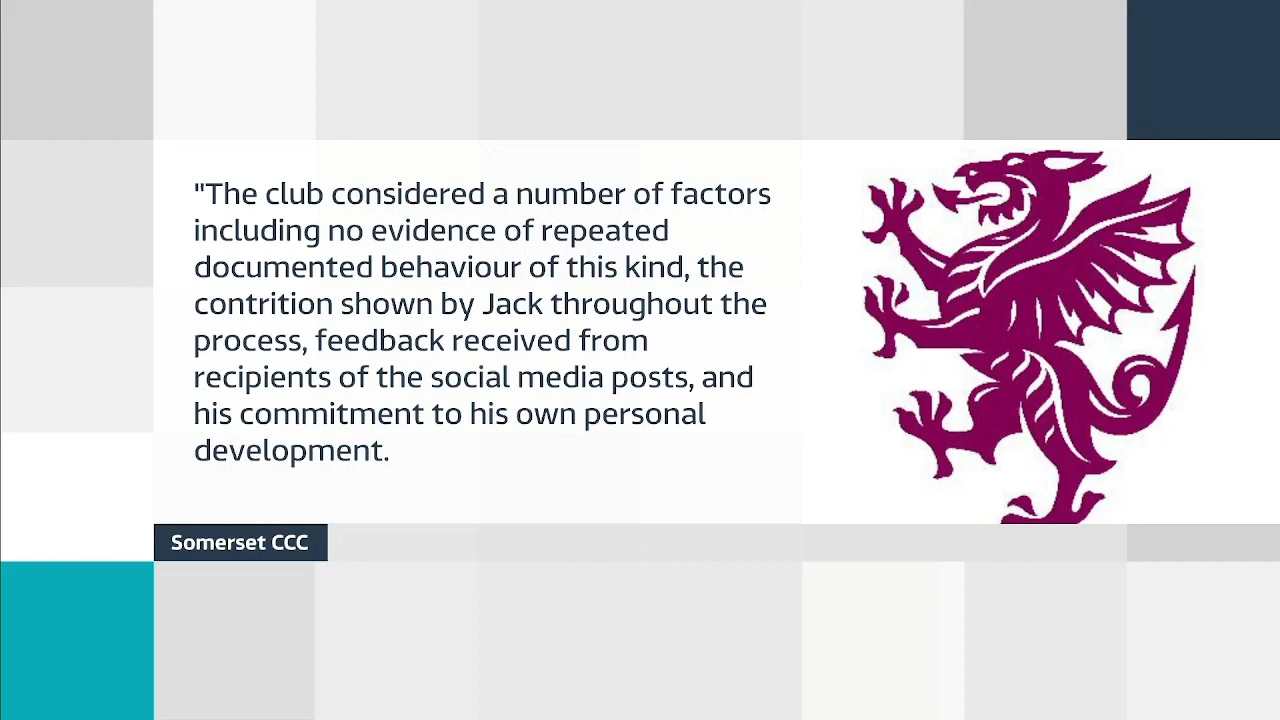 "The club considered a number of factors
including no evidence of repeated
documented behaviour of this kind, the
contrition shown by Jack throughout the
process, feedback received from
recipients of the social media posts, and
his commitment to his own personal
development.
Somerset CCC